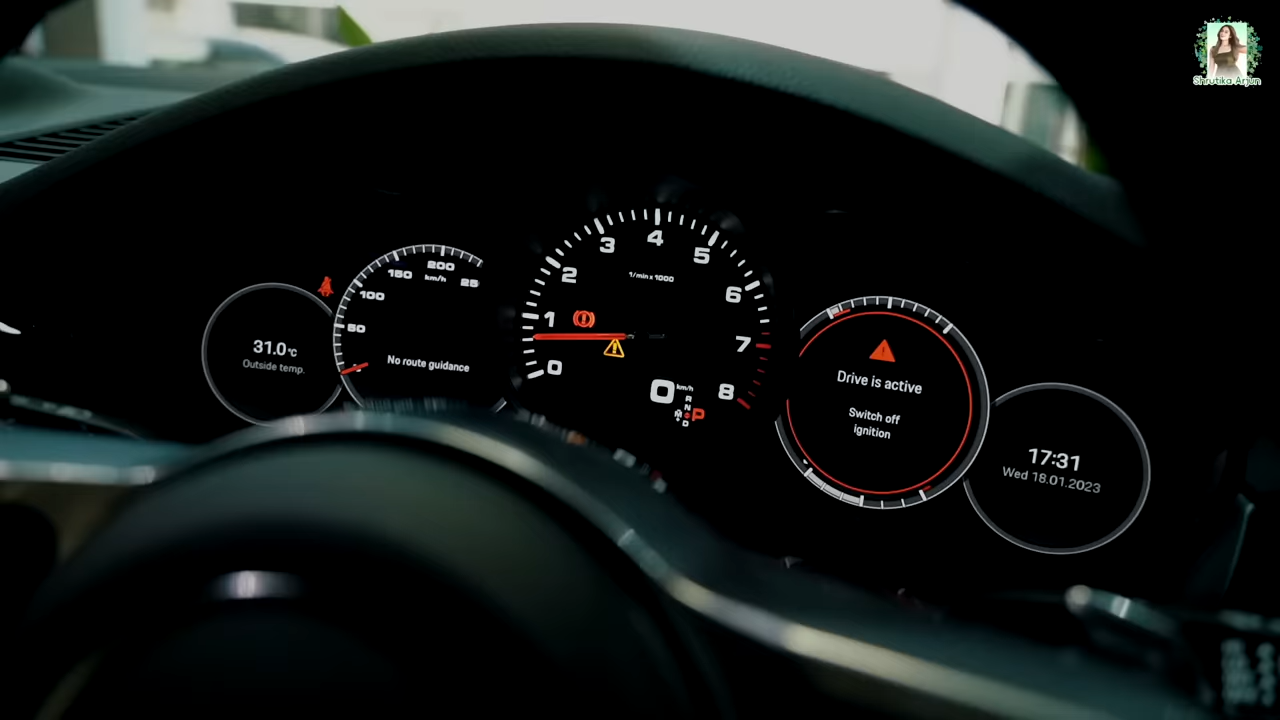 31.0°C
Outside temp.
50
100
150
200
25
km/h
No route guidance
0
1
2
3
4
5
6
7
8
1/min x 1000
0 km/h
R
N
M
P
D
Drive is active
Switch off
ignition
17:31
Wed 18.01.2023
Shrutika Arjun